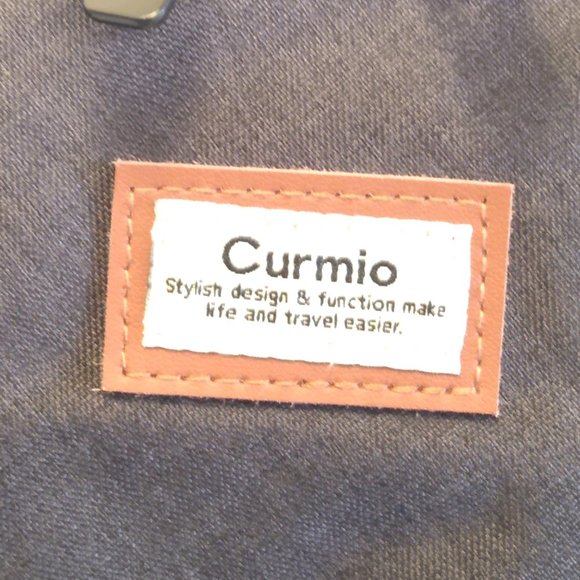 Curmio
Stylish design & function make
life and travel easier.